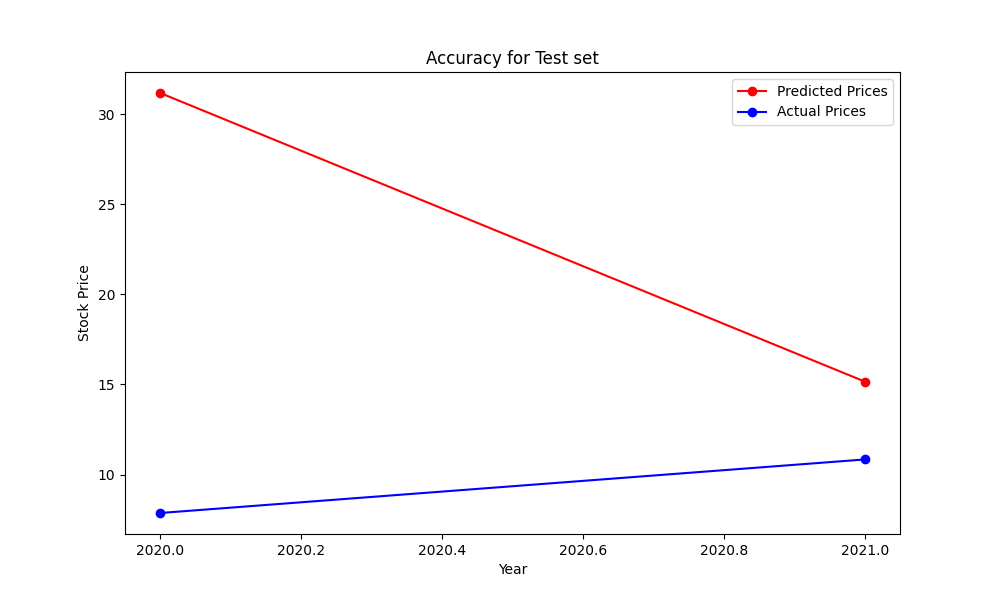 Accuracy for Test set
Predicted Prices
Actual Prices
30
25
20
15
10
Stock Price
2020.0 2020.2 2020.4 2020.6 2020.8 2021.0
Year